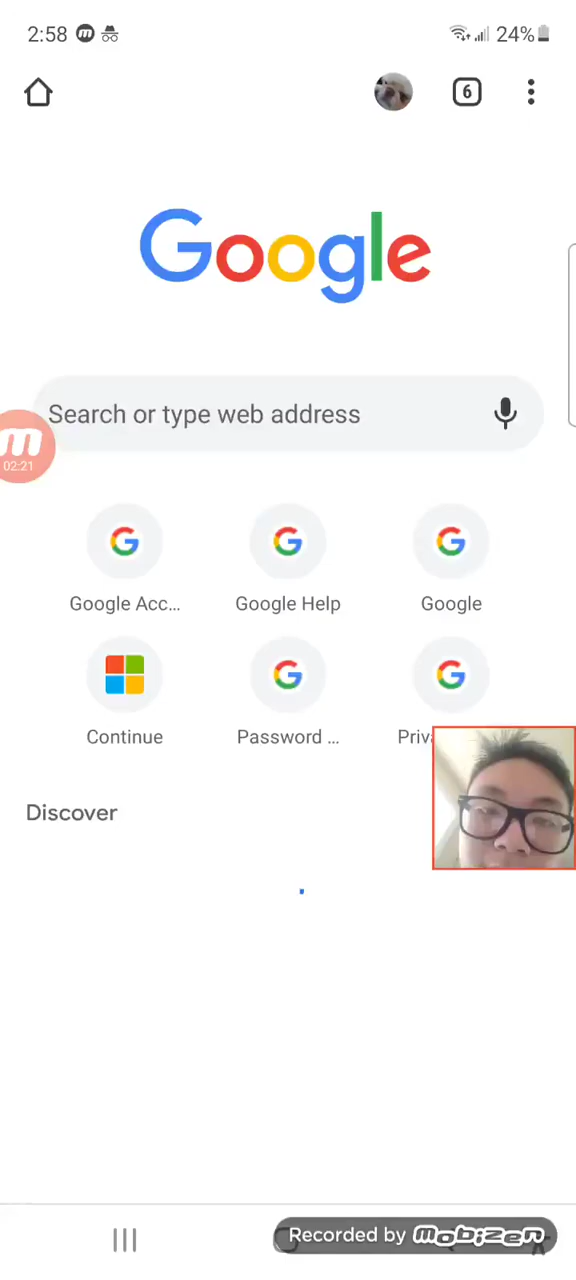 2:58 24%
6
Google
Search or type web address
02:21
Google Acc... Google Help Google
Continue Password ... Priv
Discover
Recorded by mobizen